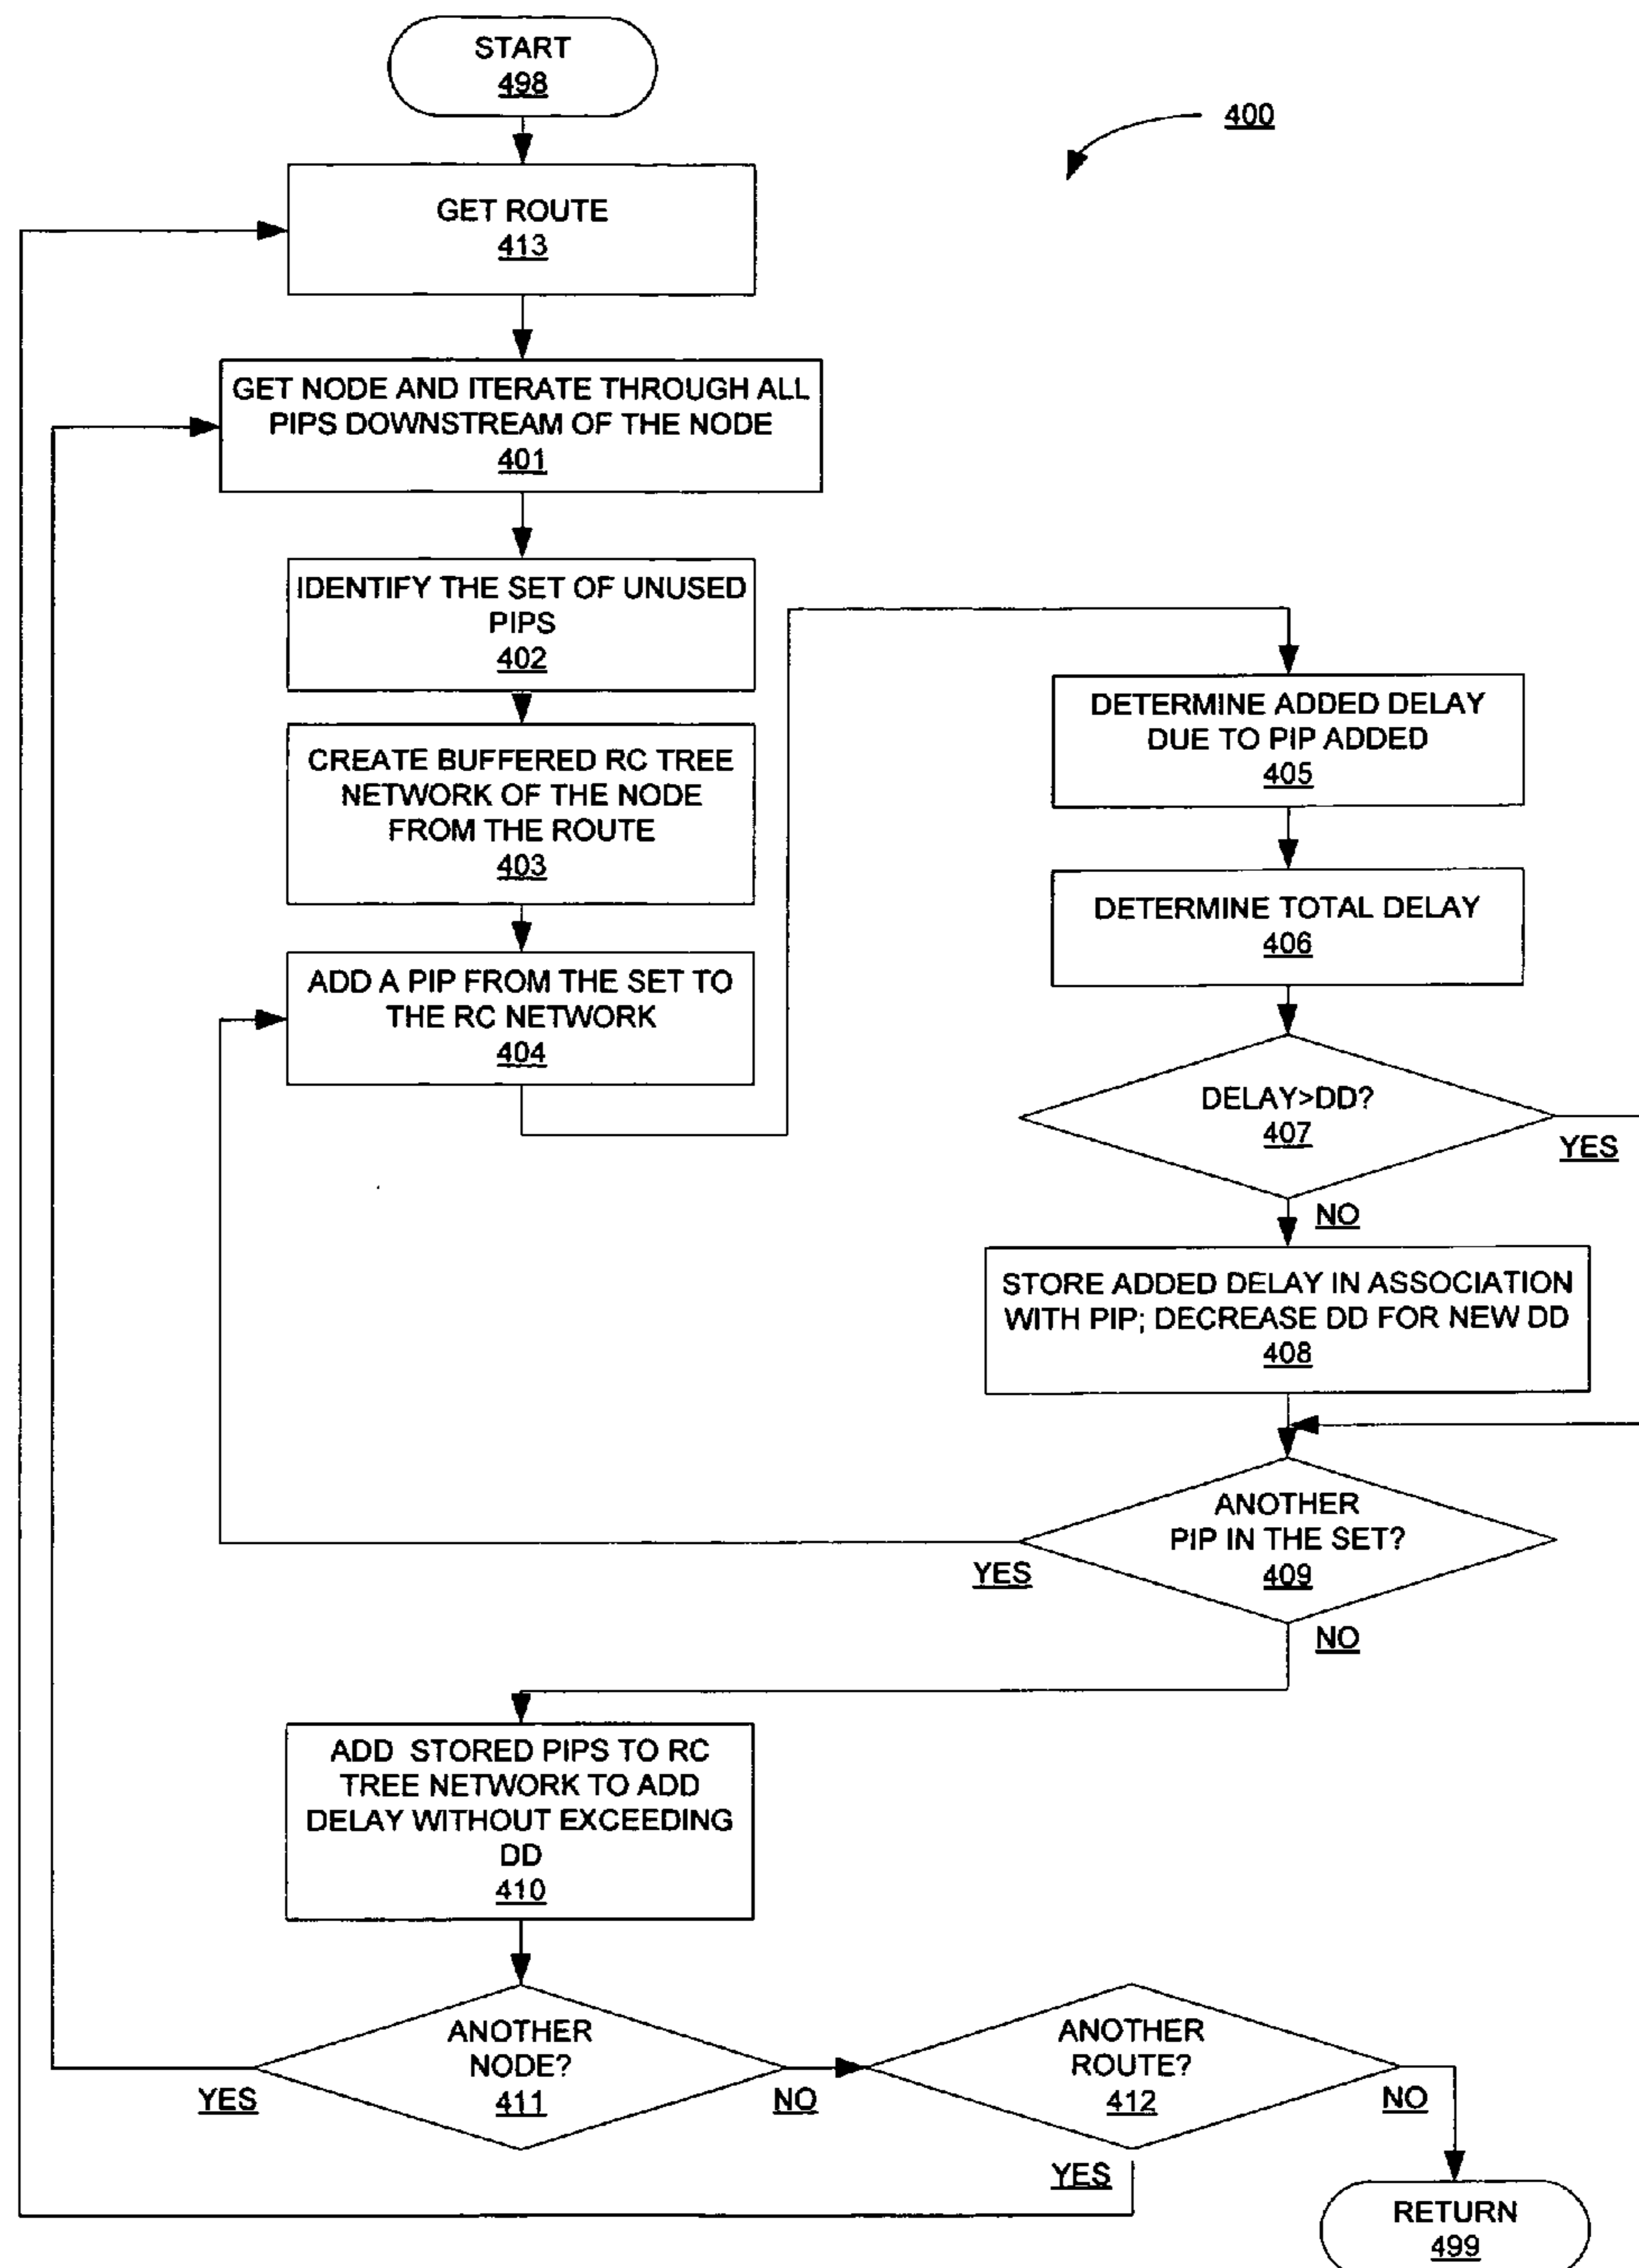 START
498
400
GET ROUTE
413
GET NODE AND ITERATE THROUGH ALL
PIPS DOWNSTREAM OF THE NODE
401
IDENTIFY THE SET OF UNUSED
PIPS
402
CREATE BUFFERED RC TREE
NETWORK OF THE NODE
FROM THE ROUTE
403
ADD A PIP FROM THE SET TO
THE RC NETWORK
404
DETERMINE ADDED DELAY
DUE TO PIP ADDED
405
DETERMINE TOTAL DELAY
406
DELAY>DD?
407
YES
NO
STORE ADDED DELAY IN ASSOCIATION
WITH PIP; DECREASE DD FOR NEW DD
408
ANOTHER
PIP IN THE SET?
409
YES
NO
ADD STORED PIPS TO RC
TREE NETWORK TO ADD
DELAY WITHOUT EXCEEDING
DD
410
ANOTHER
NODE?
411
YES
NO
ANOTHER
ROUTE?
412
NO
YES
RETURN
499